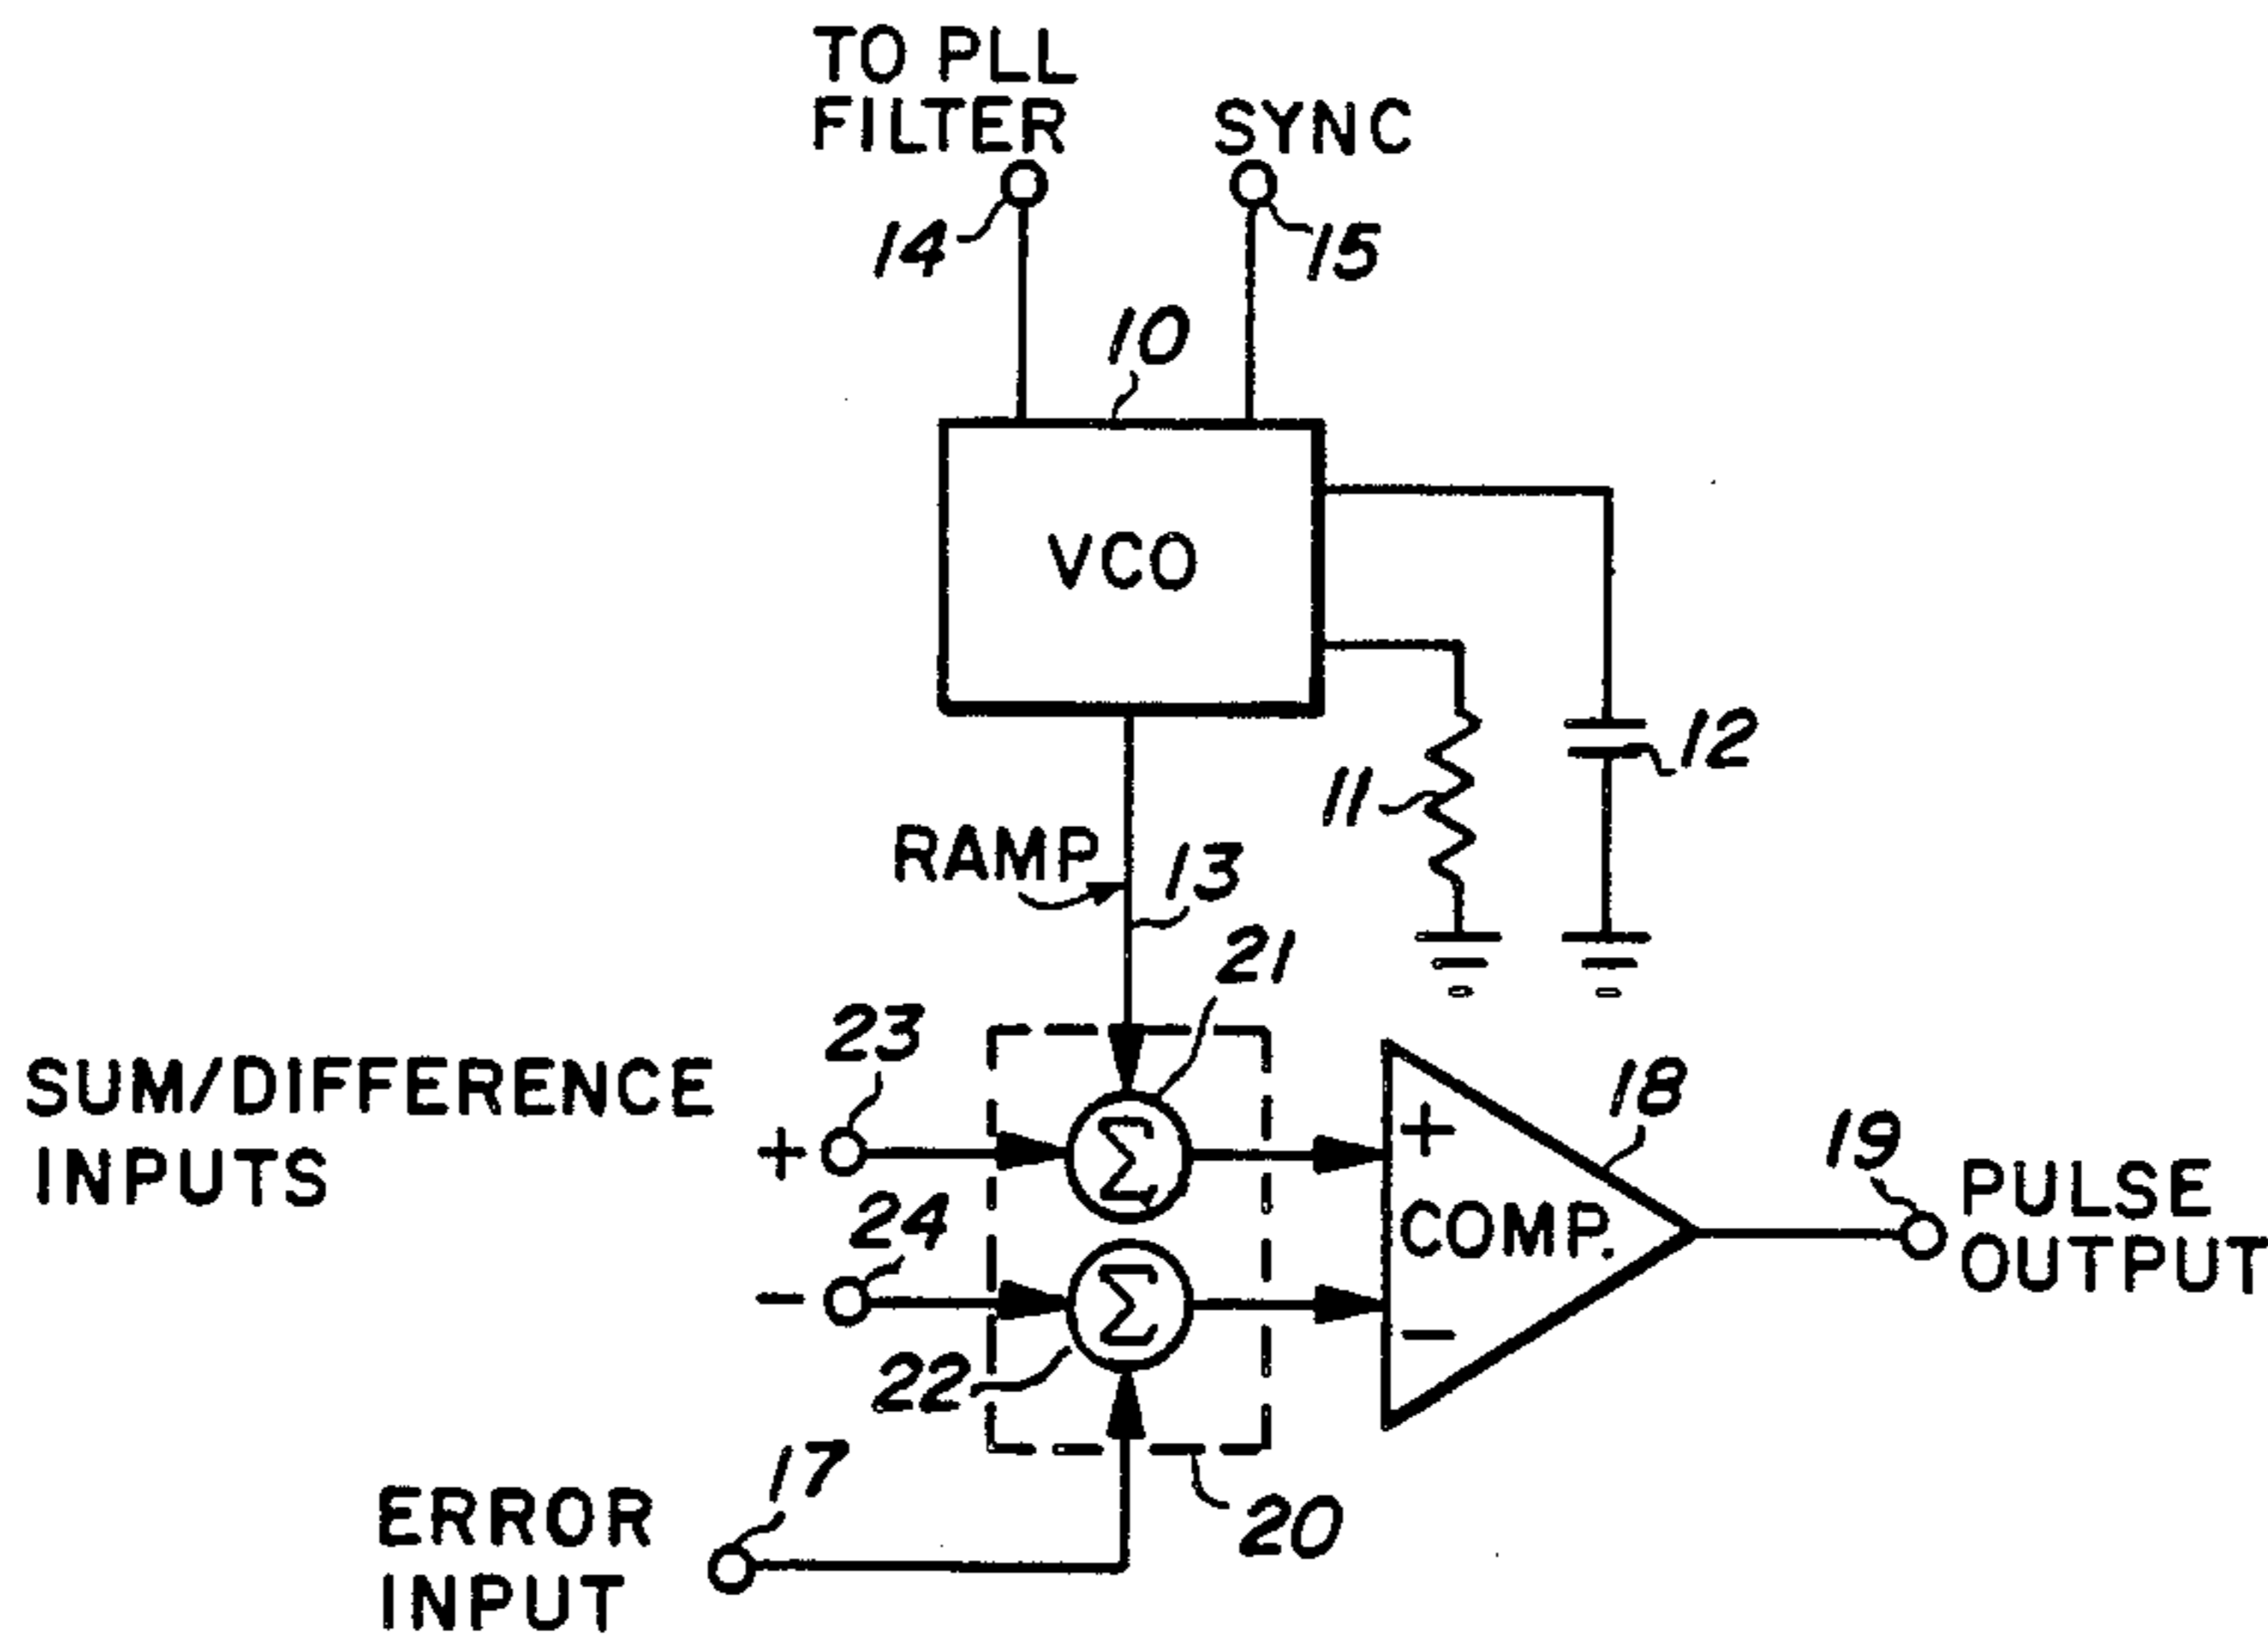 TO PLL
FILTER
SYNC
14
15
10
VCO
12
11
RAMP
13
21
23
SUM/DIFFERENCE
INPUTS
+
Σ
+
18
19
PULSE
OUTPUT
COMP.
24
-
Σ
-
22
17
20
ERROR
INPUT